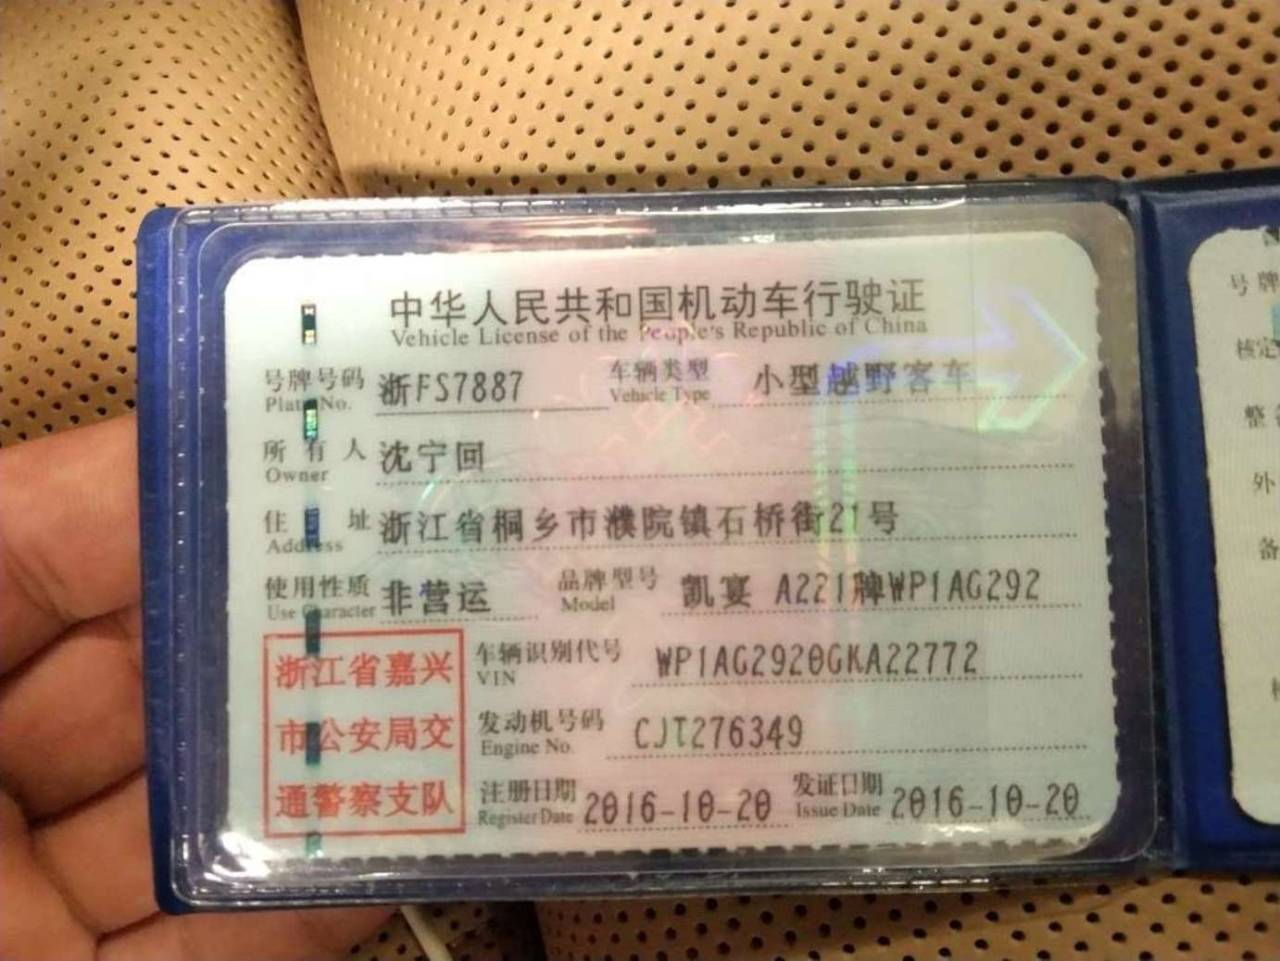 中华人民共和国机动车行驶证
Vehicle License of the People's Republic of China
号牌号码 浙FS7887 车辆类型 小型越野客车
Plate No. Vehicle Type
所有人 沈宁回
Owner
住址 浙江省桐乡市濮院镇石桥街21号
Address
使用性质 非营运 品牌型号 凯宴 A221牌WP1AG292
Use Character Model
浙江省嘉兴
市公安局交
通警察支队
车辆识别代号 WP1AG2920GKA22772
VIN
发动机号码 CJT276349
Engine No.
注册日期 2016-10-20 发证日期 2016-10-20
Register Date Issue Date
号牌
核定
整
外
备